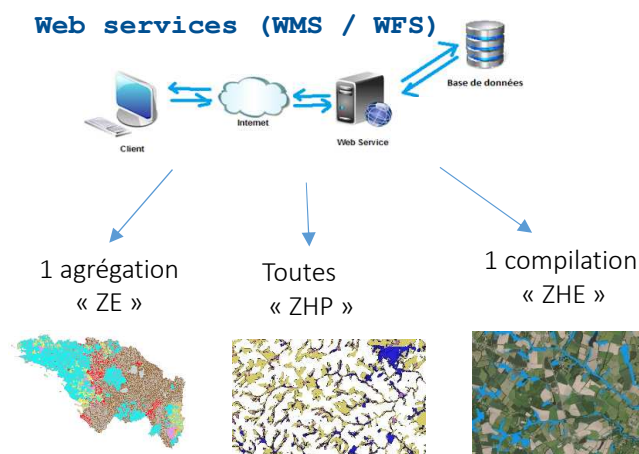 Web services (WMS / WFS)
Base de données
Internet
Web Service
Client
1 agrégation
« ZE »
Toutes
« ZHP »
1 compilation
« ZHE »